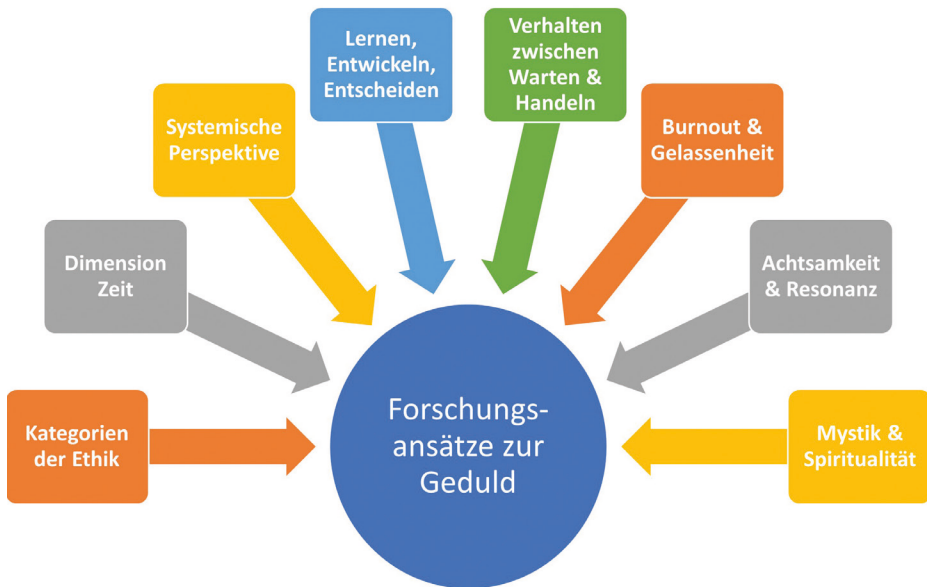 Kategorien
der Ethik
Dimension
Zeit
Systemische
Perspektive
Lernen,
Entwickeln,
Entscheiden
Verhalten
zwischen
Warten &
Handeln
Burnout &
Gelassenheit
Achtsamkeit
& Resonanz
Mystik &
Spiritualität
Forschungs-
ansätze zur
Geduld